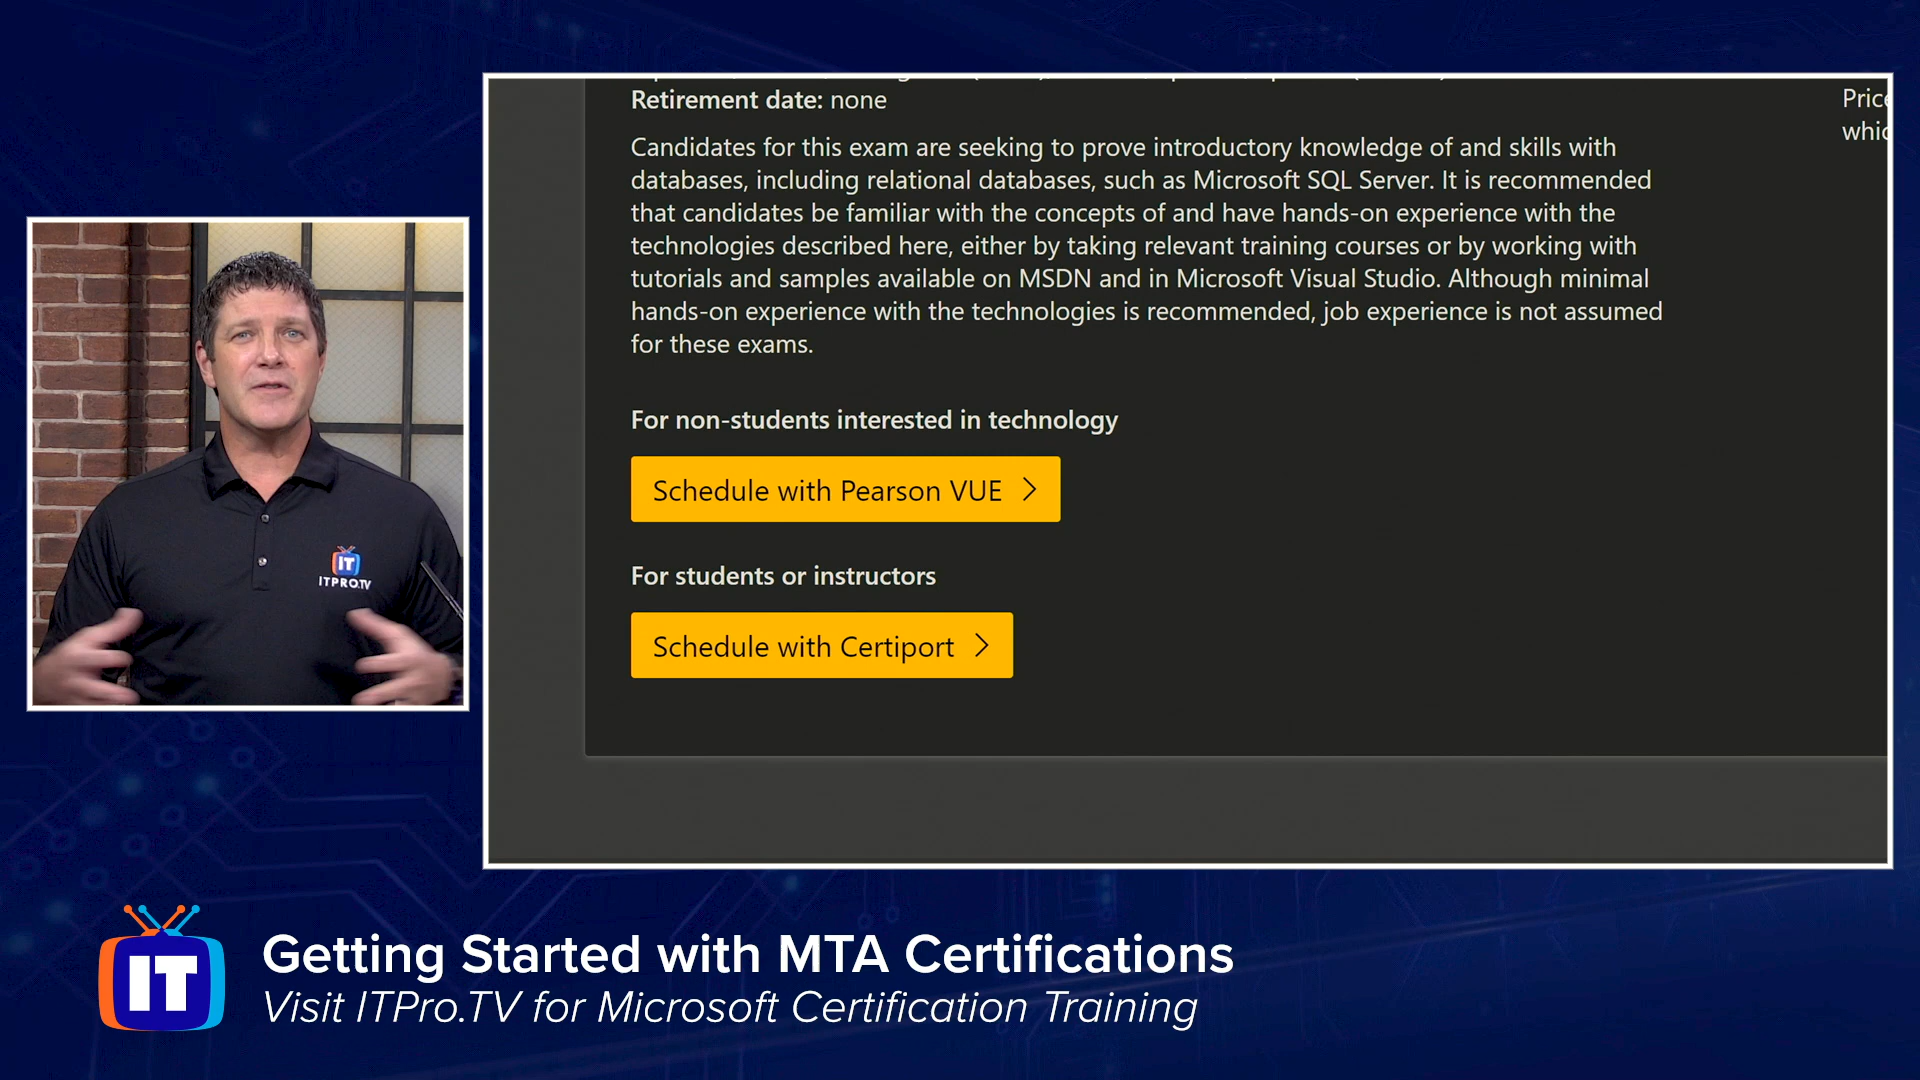 Retirement date: none
Candidates for this exam are seeking to prove introductory knowledge of and skills with
databases, including relational databases, such as Microsoft SQL Server. It is recommended
that candidates be familiar with the concepts of and have hands-on experience with the
technologies described here, either by taking relevant training courses or by working with
tutorials and samples available on MSDN and in Microsoft Visual Studio. Although minimal
hands-on experience with the technologies is recommended, job experience is not assumed
for these exams.
For non-students interested in technology
Schedule with Pearson VUE
For students or instructors
Schedule with Certiport
IT
ITPRO.TV
IT
Getting Started with MTA Certifications
Visit ITPro.TV for Microsoft Certification Training